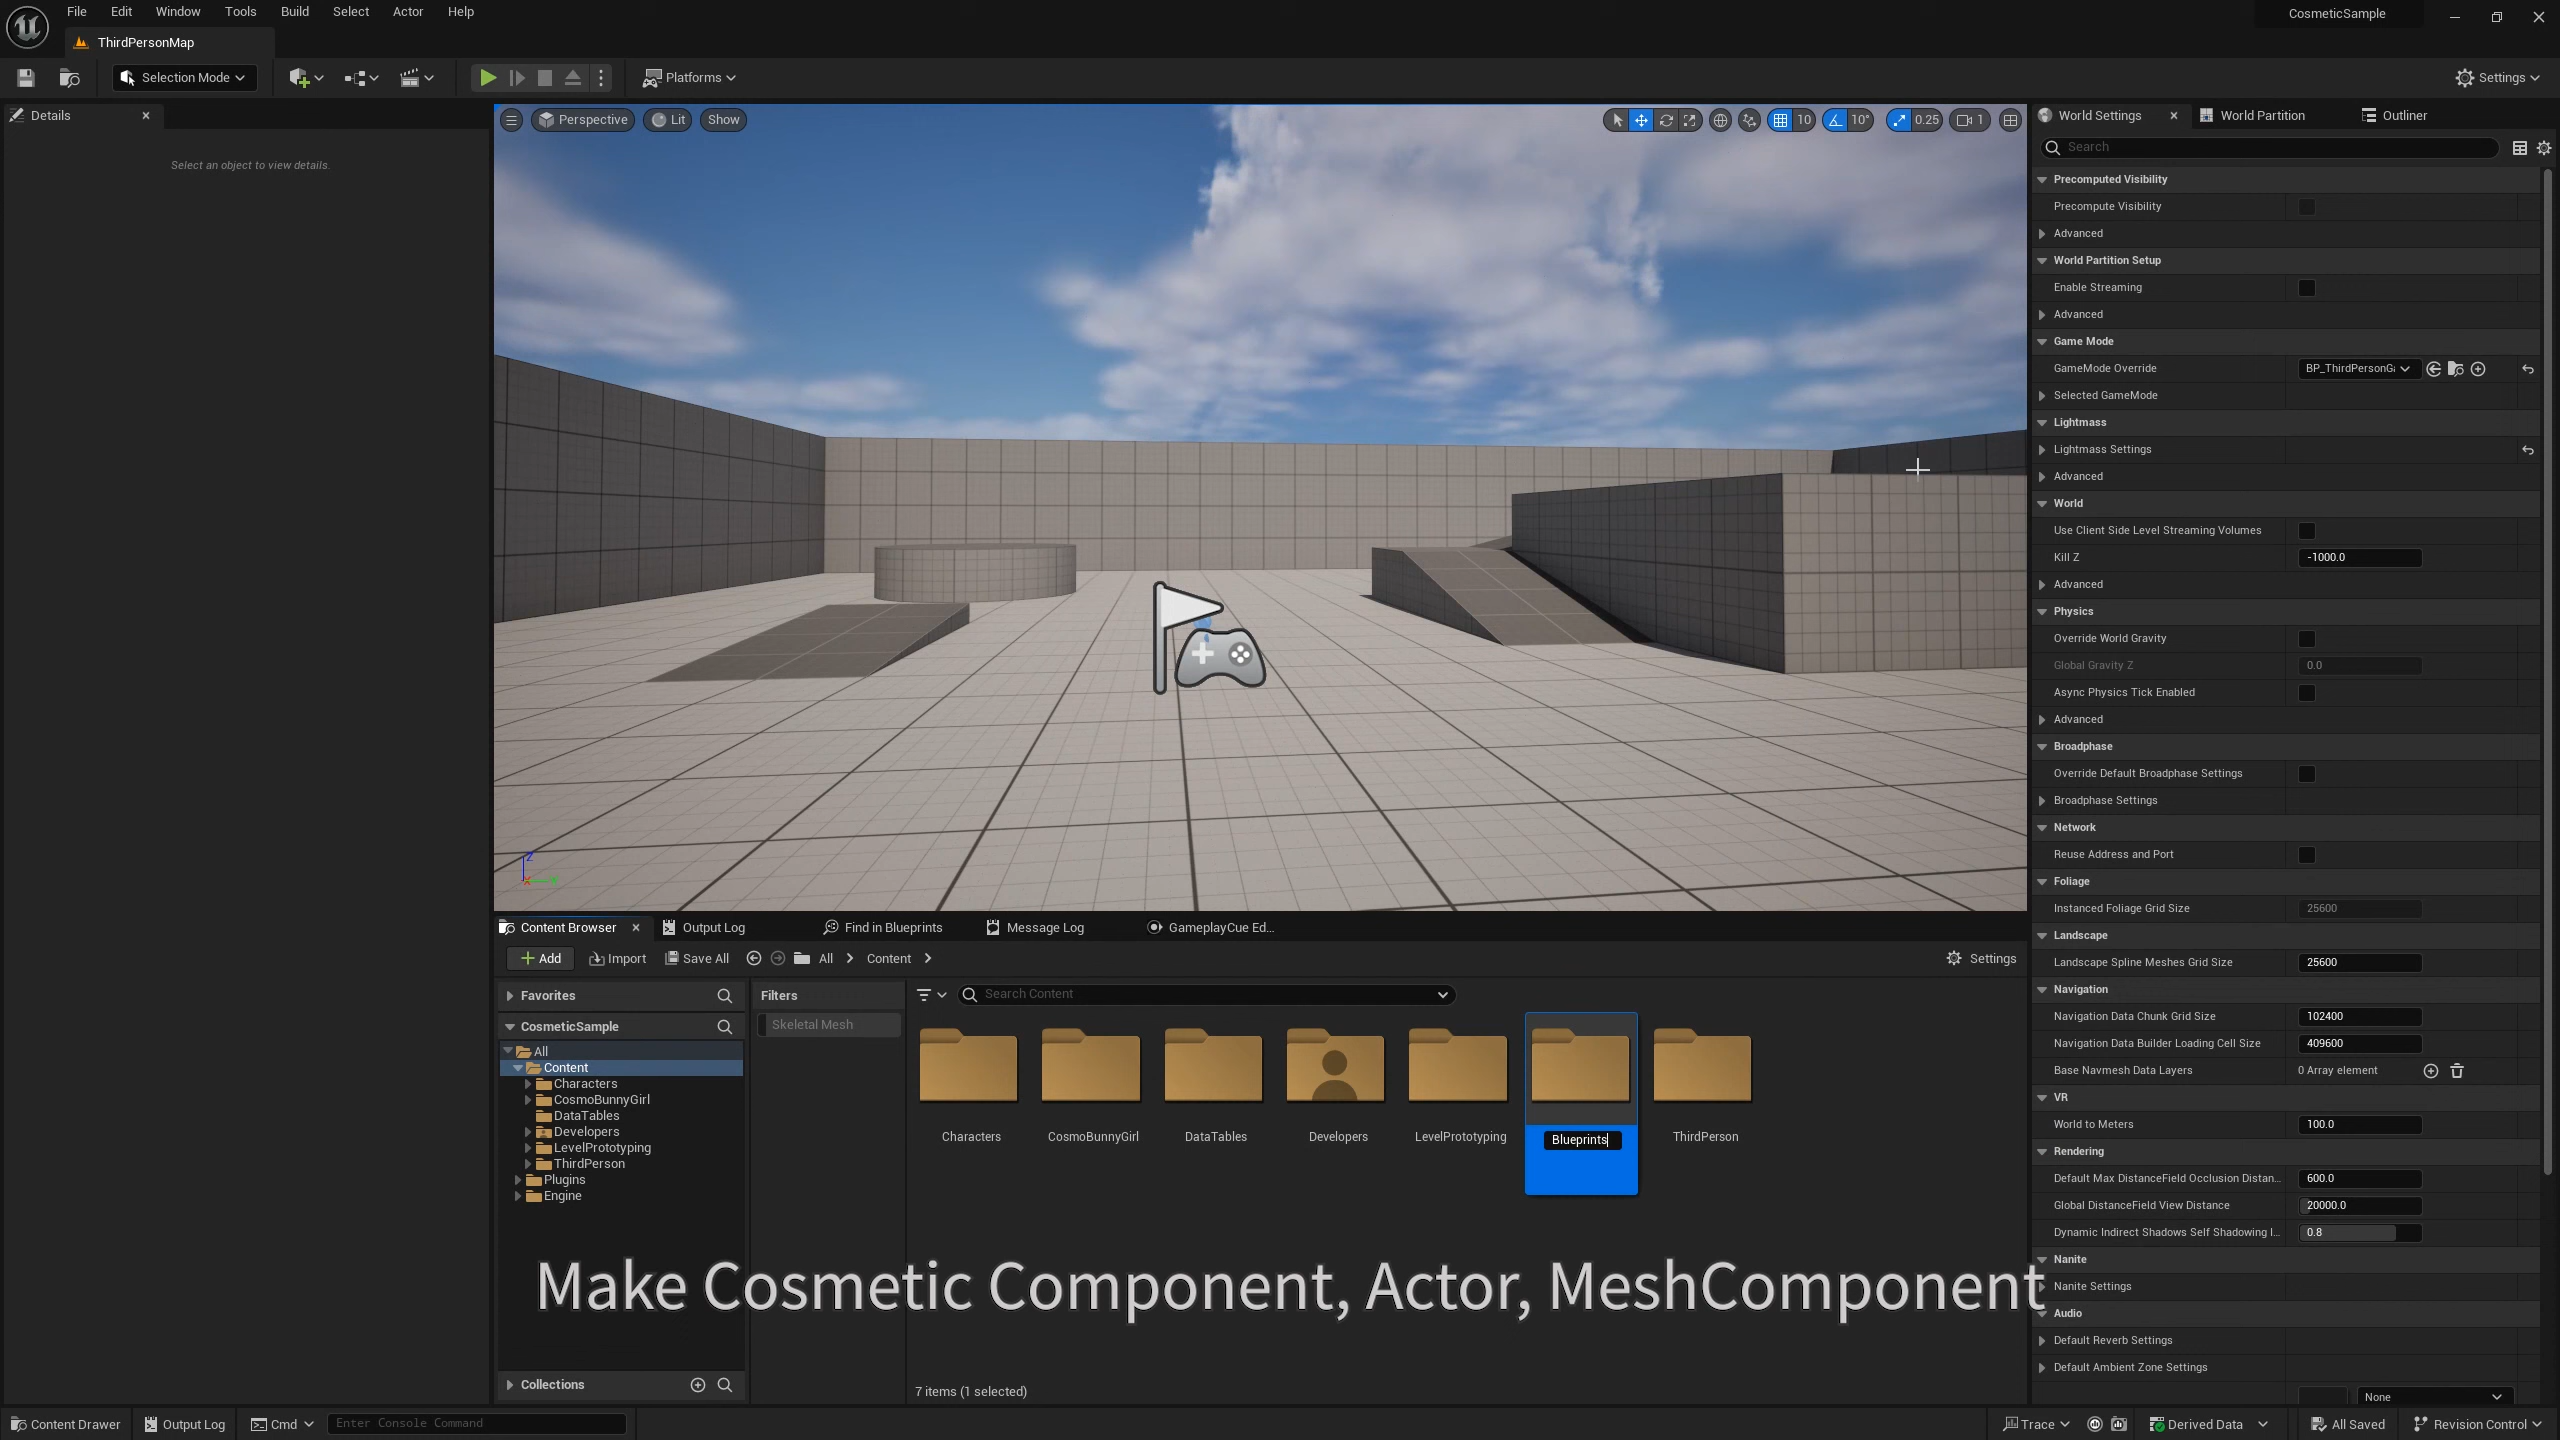 File Edit Window Tools Build Select Actor Help
CosmeticSample
ThirdPersonMap
Selection Mode
Platforms
Settings
Details
Select an object to view details.
Perspective Lit Show
10 10° 0.25 1
World Settings
World Partition
Outliner
Search
Precomputed Visibility
Precompute Visibility
Advanced
World Partition Setup
Enable Streaming
Advanced
Game Mode
GameMode Override BP_ThirdPersonGa
Selected GameMode
Lightmass
Lightmass Settings
Advanced
World
Use Client Side Level Streaming Volumes
Kill Z -1000.0
Advanced
Physics
Override World Gravity
Global Gravity Z 0.0
Async Physics Tick Enabled
Advanced
Broadphase
Override Default Broadphase Settings
Broadphase Settings
Network
Reuse Address and Port
Foliage
Instanced Foliage Grid Size 25600
Landscape
Landscape Spline Meshes Grid Size 25600
Navigation
Navigation Data Chunk Grid Size 102400
Navigation Data Builder Loading Cell Size 409600
Base Navmesh Data Layers 0 Array element
VR
World to Meters 100.0
Rendering
Default Max DistanceField Occlusion Distan... 600.0
Global DistanceField View Distance 20000.0
Dynamic Indirect Shadows Self Shadowing I... 0.8
Nanite
Nanite Settings
Audio
Default Reverb Settings
Default Ambient Zone Settings
None
Z
Content Browser Output Log Find in Blueprints Message Log GameplayCue Ed...
Add Import Save All All Content Settings
Favorites
CosmeticSample
All
Content
Characters
CosmoBunnyGirl
DataTables
Developers
LevelPrototyping
ThirdPerson
Plugins
Engine
Collections
Filters
Skeletal Mesh
Search Content
Characters CosmoBunnyGirl DataTables Developers LevelPrototyping Blueprints ThirdPerson
Make Cosmetic Component, Actor, MeshComponent
7 items (1 selected)
Content Drawer Output Log Cmd Enter Console Command
Trace Derived Data All Saved Revision Control